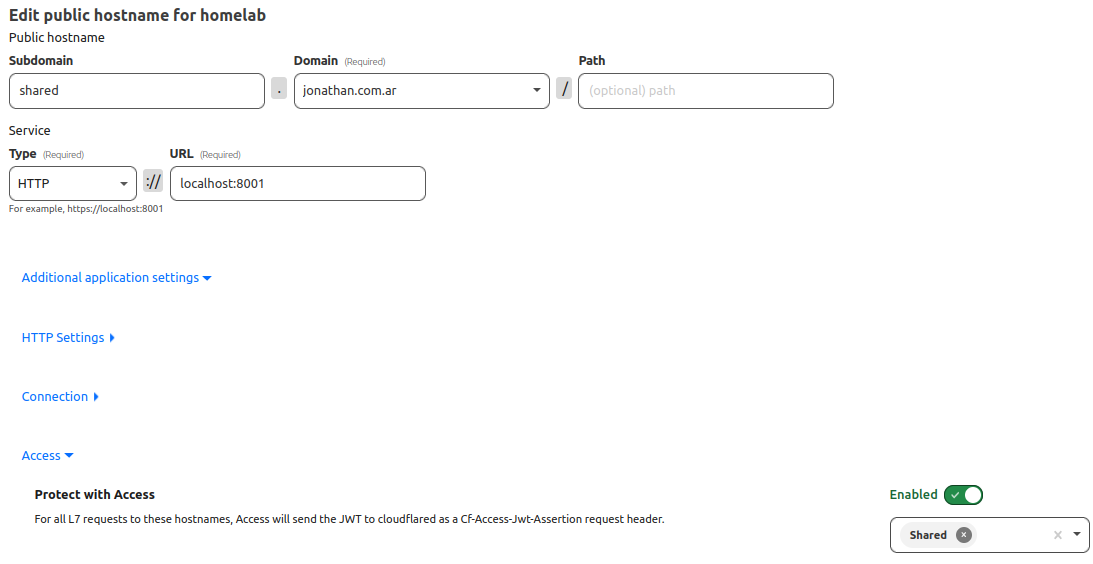 Edit public hostname for homelab
Public hostname
Subdomain Domain (Required) Path
shared . jonathan.com.ar / (optional) path
Service
Type (Required) URL (Required)
HTTP :// localhost:8001
For example, https://localhost:8001
Additional application settings
HTTP Settings
Connection
Access
Protect with Access Enabled
For all L7 requests to these hostnames, Access will send the JWT to cloudflared as a Cf-Access-Jwt-Assertion request header.
Shared